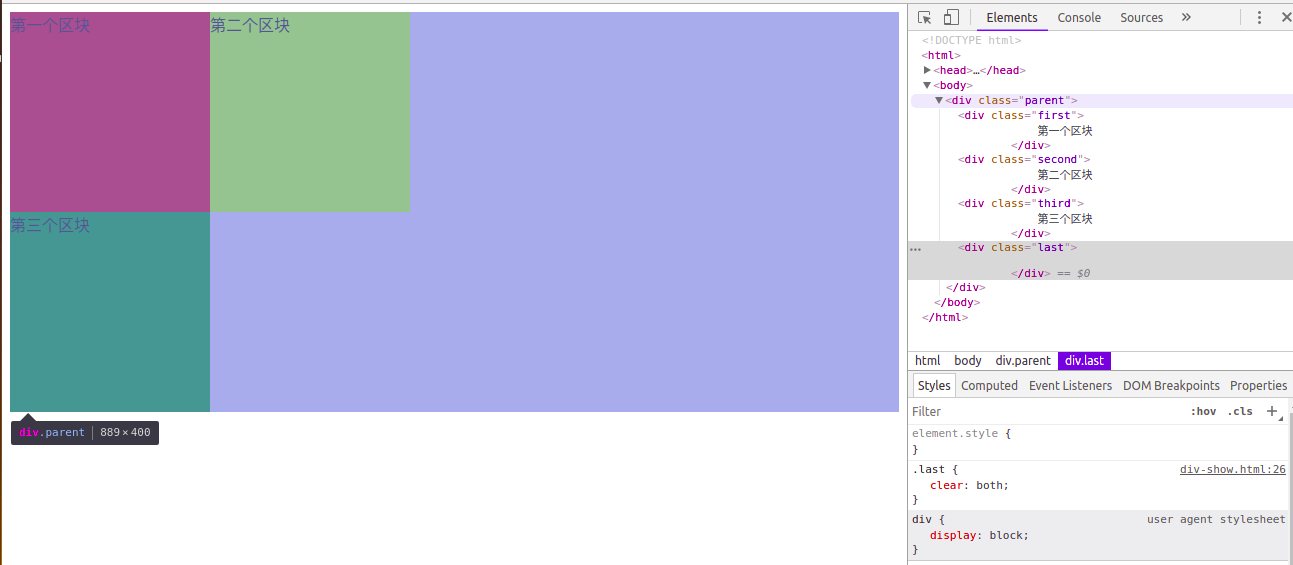 第一个区块
第二个区块
第三个区块
div.parent | 889 × 400
Elements Console Sources »
<!DOCTYPE html>
<html>
▶<head>…</head>
▼<body>
▼<div class="parent">
<div class="first">
第一个区块
</div>
<div class="second">
第二个区块
</div>
<div class="third">
第三个区块
</div>
… <div class="last">
</div> == $0
</div>
</body>
</html>
html body div.parent div.last
Styles Computed Event Listeners DOM Breakpoints Properties
Filter :hov .cls +
element.style {
}
.last { div-show.html:26
clear: both;
}
div { user agent stylesheet
display: block;
}